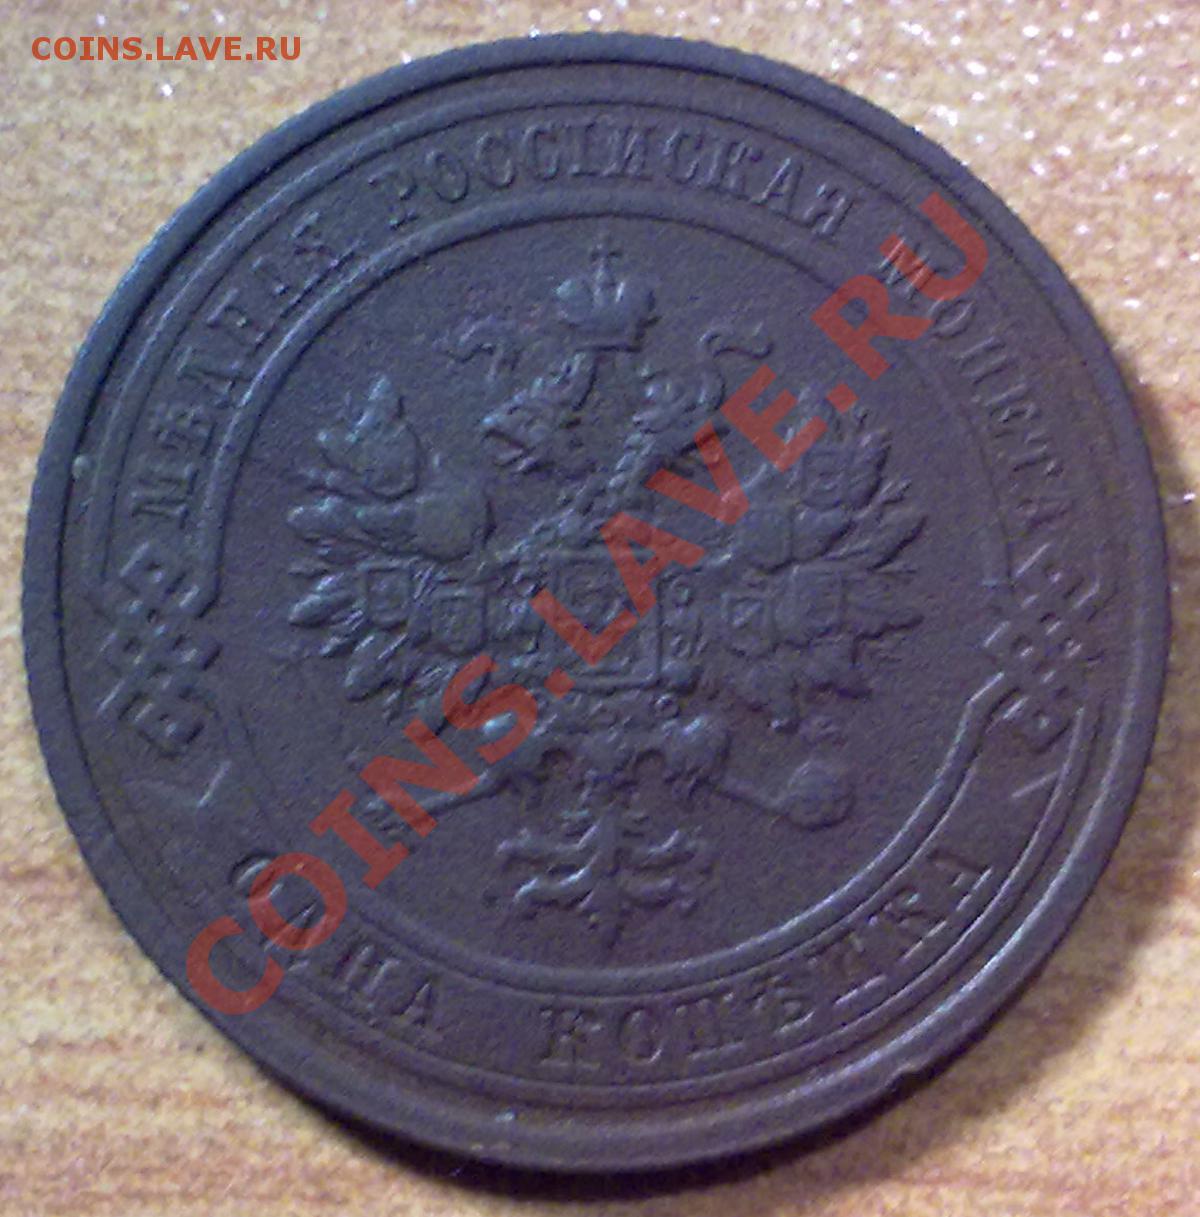 COINS.LAVE.RU
МѢДНАЯ РОССІЙСКАЯ МОНЕТА
COINS.LAVE.RU
ОДНА КОПѢЙКА